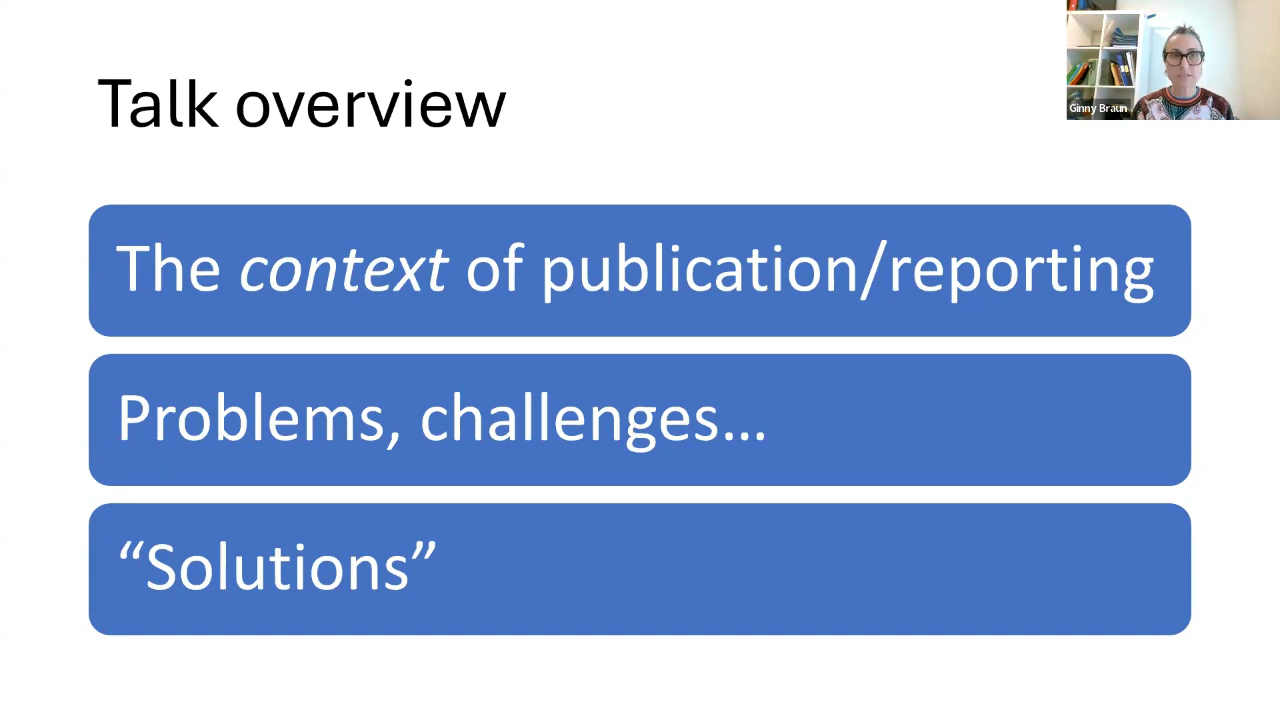 Talk overview
Ginny Braun
The context of publication/reporting
Problems, challenges...
“Solutions”